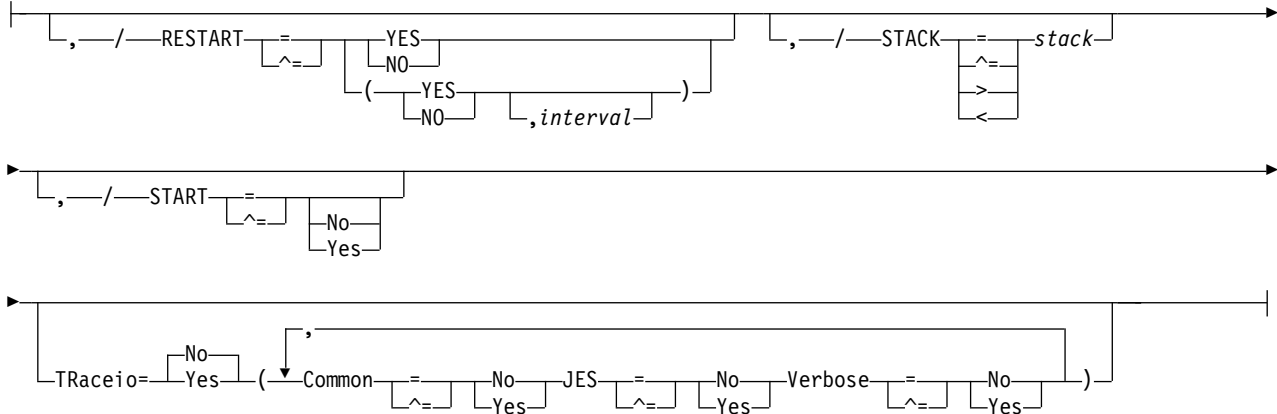 ,—/—RESTART = YES ,—/—STACK = stack
^= NO ^=
( YES ) >
NO ,interval <
,—/—START =
^= No
Yes
,
No
TRaceio= Yes ( Common = No JES = No Verbose = No )
^= Yes ^= Yes ^= Yes